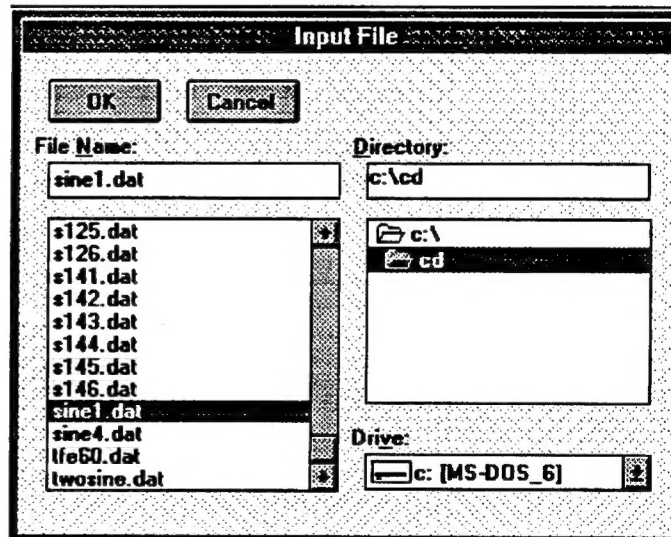 Input File
OK
Cancel
File Name:
sine1.dat
s125.dat
s126.dat
s141.dat
s142.dat
s143.dat
s144.dat
s145.dat
s146.dat
sine1.dat
sine4.dat
tfe60.dat
twosine.dat
Directory:
c:\cd
c:\
cd
Drive:
c: [MS-DOS_6]